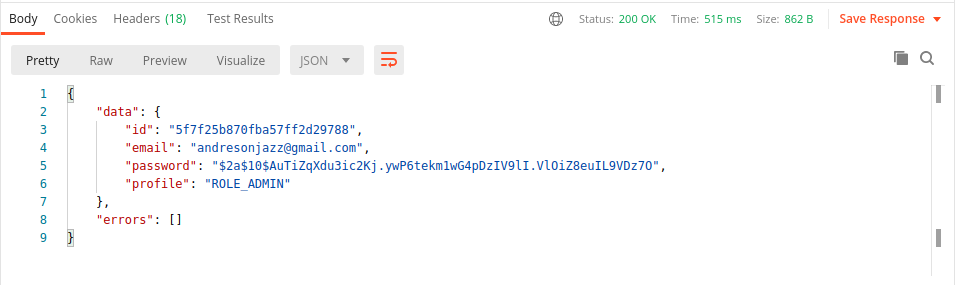 Body Cookies Headers (18) Test Results Status: 200 OK Time: 515 ms Size: 862 B Save Response
Pretty Raw Preview Visualize JSON
1 {
2 "data": {
3 "id": "5f7f25b870fba57ff2d29788",
4 "email": "andresonjazz@gmail.com",
5 "password": "$2a$10$AuTiZqXdu3ic2Kj.ywP6tekm1wG4pDzIV9lI.VlOiZ8euIL9VDz7O",
6 "profile": "ROLE_ADMIN"
7 },
8 "errors": []
9 }